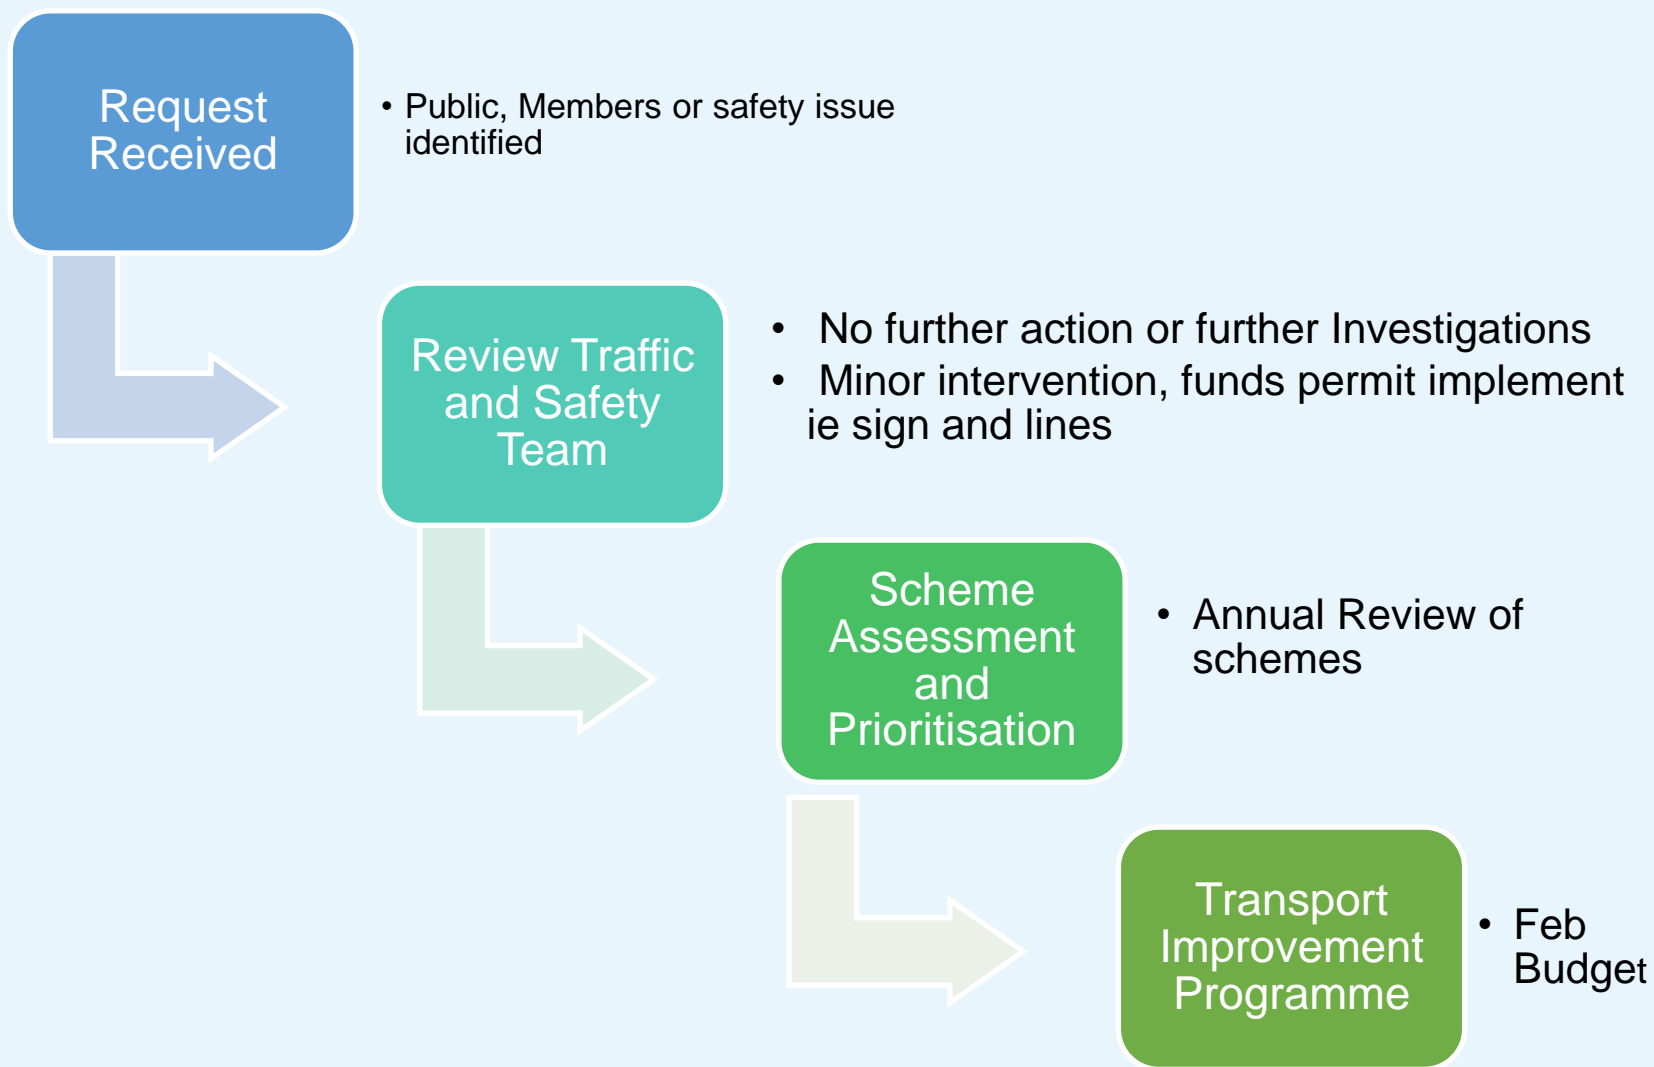 Request
Received
• Public, Members or safety issue
identified
Review Traffic
and Safety
Team
• No further action or further Investigations
• Minor intervention, funds permit implement
ie sign and lines
Scheme
Assessment
and
Prioritisation
• Annual Review of
schemes
Transport
Improvement
Programme
• Feb
Budget